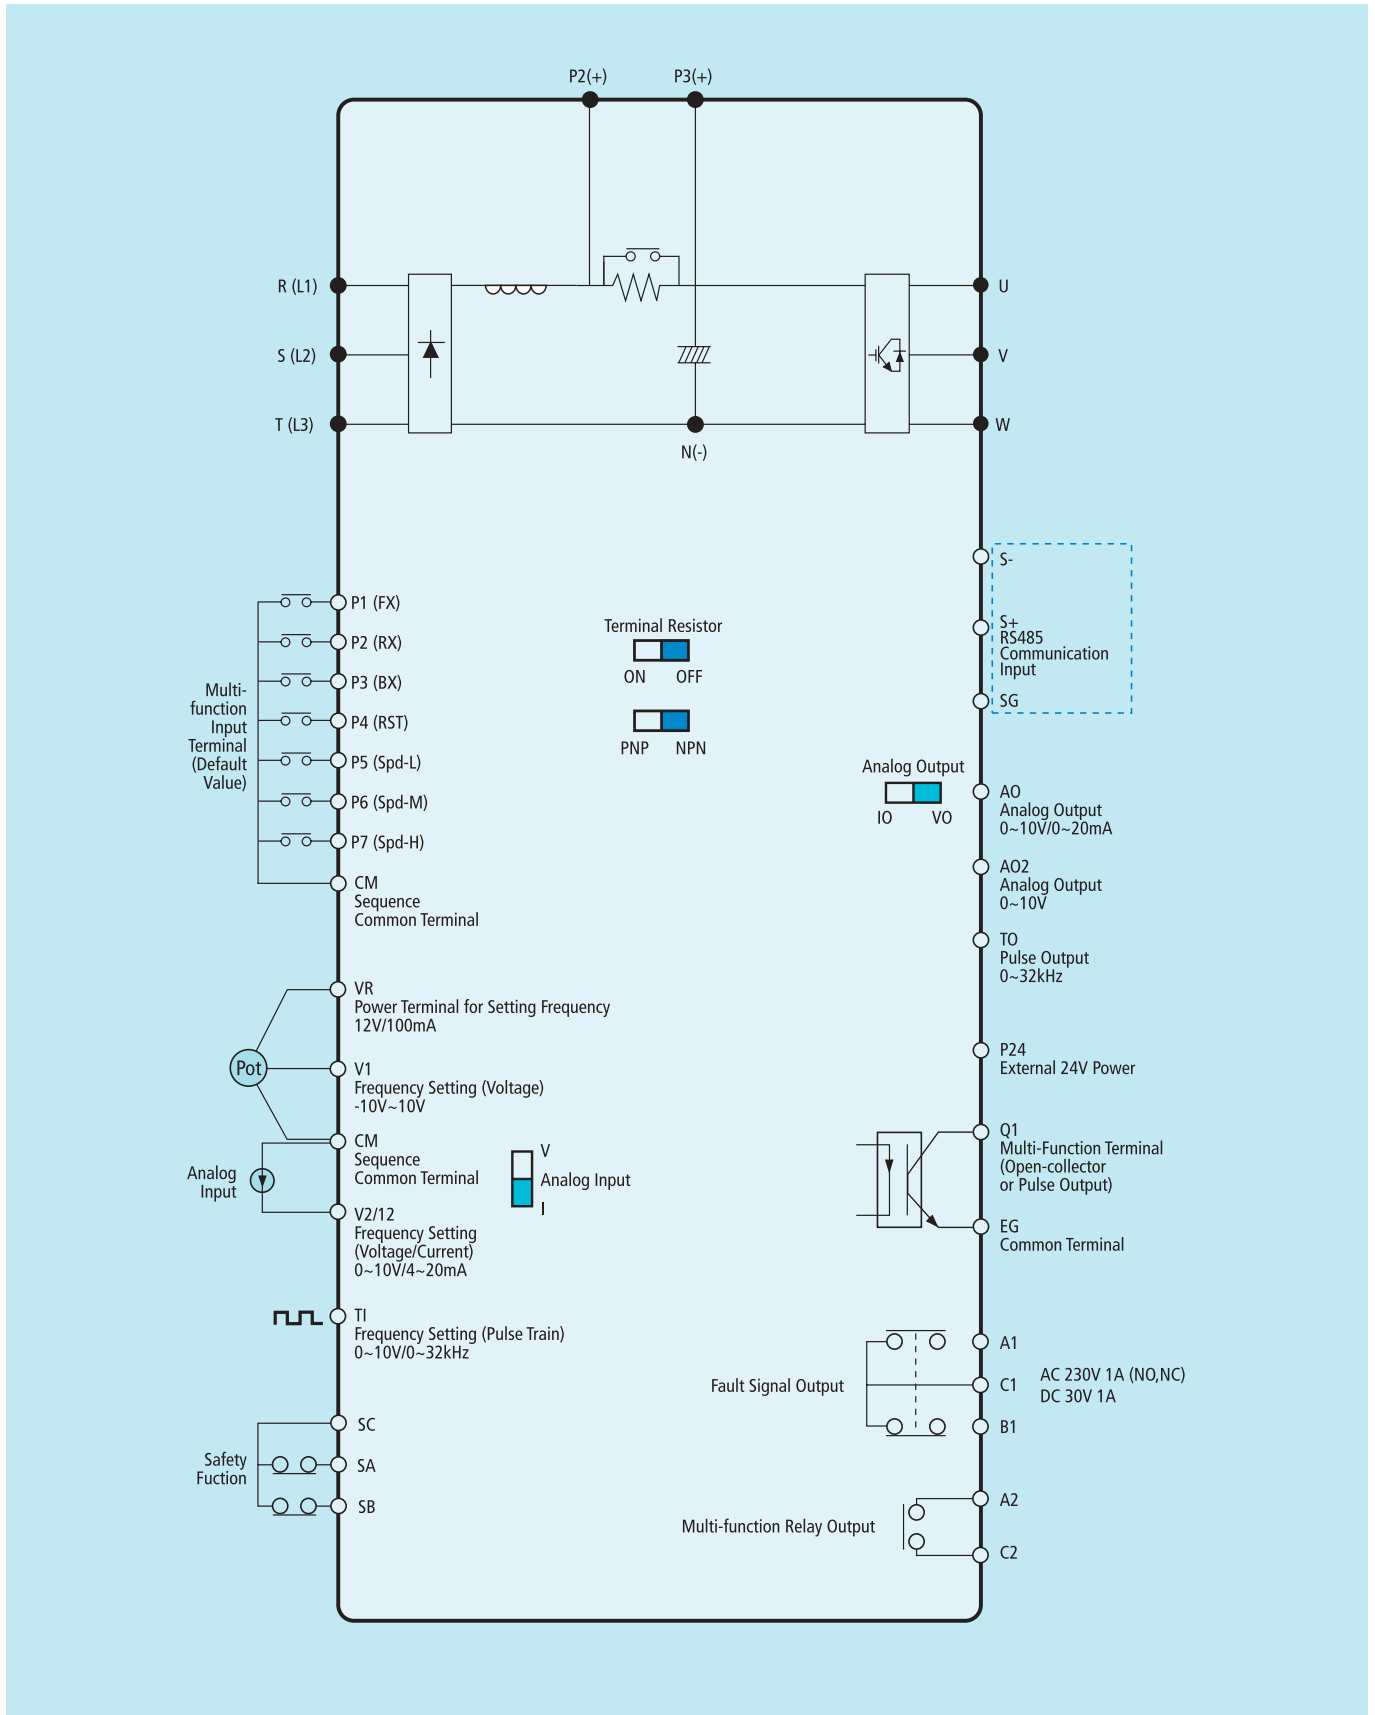 P2(+)
P3(+)
R (L1)
S (L2)
T (L3)
U
V
W
N(-)
S-
S+
RS485
Communication
Input
SG
P1 (FX)
P2 (RX)
P3 (BX)
P4 (RST)
P5 (Spd-L)
P6 (Spd-M)
P7 (Spd-H)
Multi-
function
Input
Terminal
(Default
Value)
CM
Sequence
Common Terminal
Terminal Resistor
ON
OFF
PNP
NPN
Analog Output
IO
VO
AO
Analog Output
0~10V/0~20mA
AO2
Analog Output
0~10V
TO
Pulse Output
0~32kHz
VR
Power Terminal for Setting Frequency
12V/100mA
Pot
V1
Frequency Setting (Voltage)
-10V~10V
CM
Sequence
Common Terminal
Analog
Input
V
Analog Input
I
V2/12
Frequency Setting
(Voltage/Current)
0~10V/4~20mA
TI
Frequency Setting (Pulse Train)
0~10V/0~32kHz
P24
External 24V Power
Q1
Multi-Function Terminal
(Open-collector
or Pulse Output)
EG
Common Terminal
Fault Signal Output
A1
C1
B1
AC 230V 1A (NO,NC)
DC 30V 1A
SC
SA
SB
Safety
Fuction
Multi-function Relay Output
A2
C2